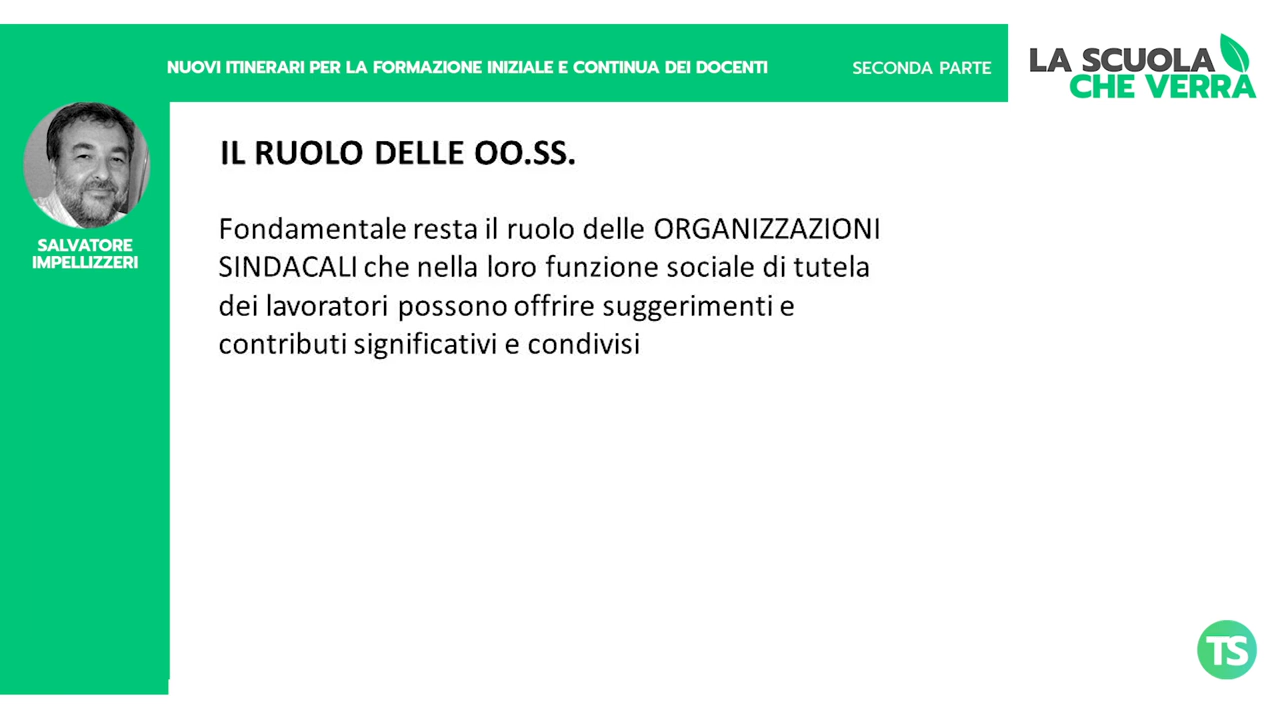 NUOVI ITINERARI PER LA FORMAZIONE INIZIALE E CONTINUA DEI DOCENTI
SECONDA PARTE
LA SCUOLA
CHE VERRÀ
SALVATORE
IMPELLIZZERI
IL RUOLO DELLE OO.SS.
Fondamentale resta il ruolo delle ORGANIZZAZIONI
SINDACALI che nella loro funzione sociale di tutela
dei lavoratori possono offrire suggerimenti e
contributi significativi e condivisi
TS